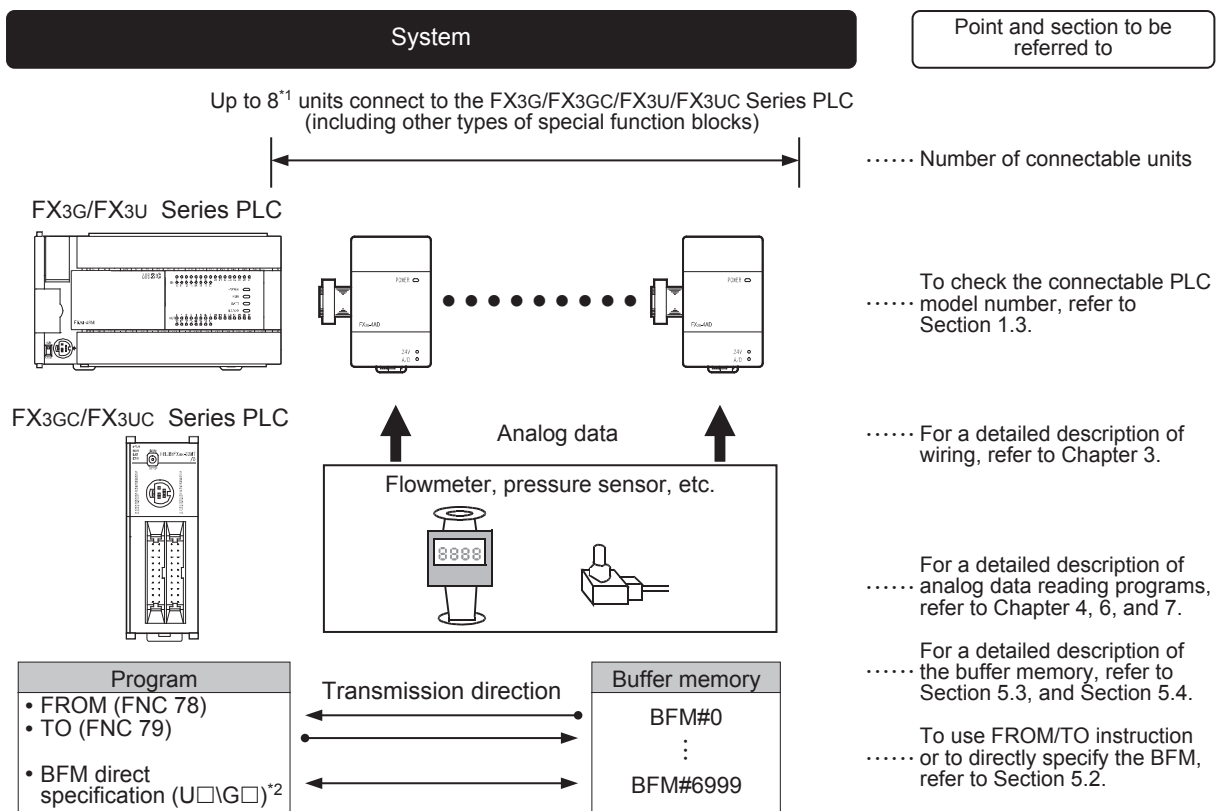 System
Point and section to be
referred to
Up to 8*1 units connect to the FX3G/FX3GC/FX3U/FX3UC Series PLC
(including other types of special function blocks)
...... Number of connectable units
FX3G/FX3U Series PLC
POWER
POWER
24V
A/D
24V
A/D
To check the connectable PLC
...... model number, refer to
Section 1.3.
FX3GC/FX3UC Series PLC
Analog data
...... For a detailed description of
wiring, refer to Chapter 3.
Flowmeter, pressure sensor, etc.
8888
For a detailed description of
...... analog data reading programs,
refer to Chapter 4, 6, and 7.
For a detailed description of
...... the buffer memory, refer to
Section 5.3, and Section 5.4.
Program
• FROM (FNC 78)
• TO (FNC 79)
• BFM direct
specification (U□\G□)*2
Transmission direction
Buffer memory
BFM#0
⋮
BFM#6999
To use FROM/TO instruction
...... or to directly specify the BFM,
refer to Section 5.2.